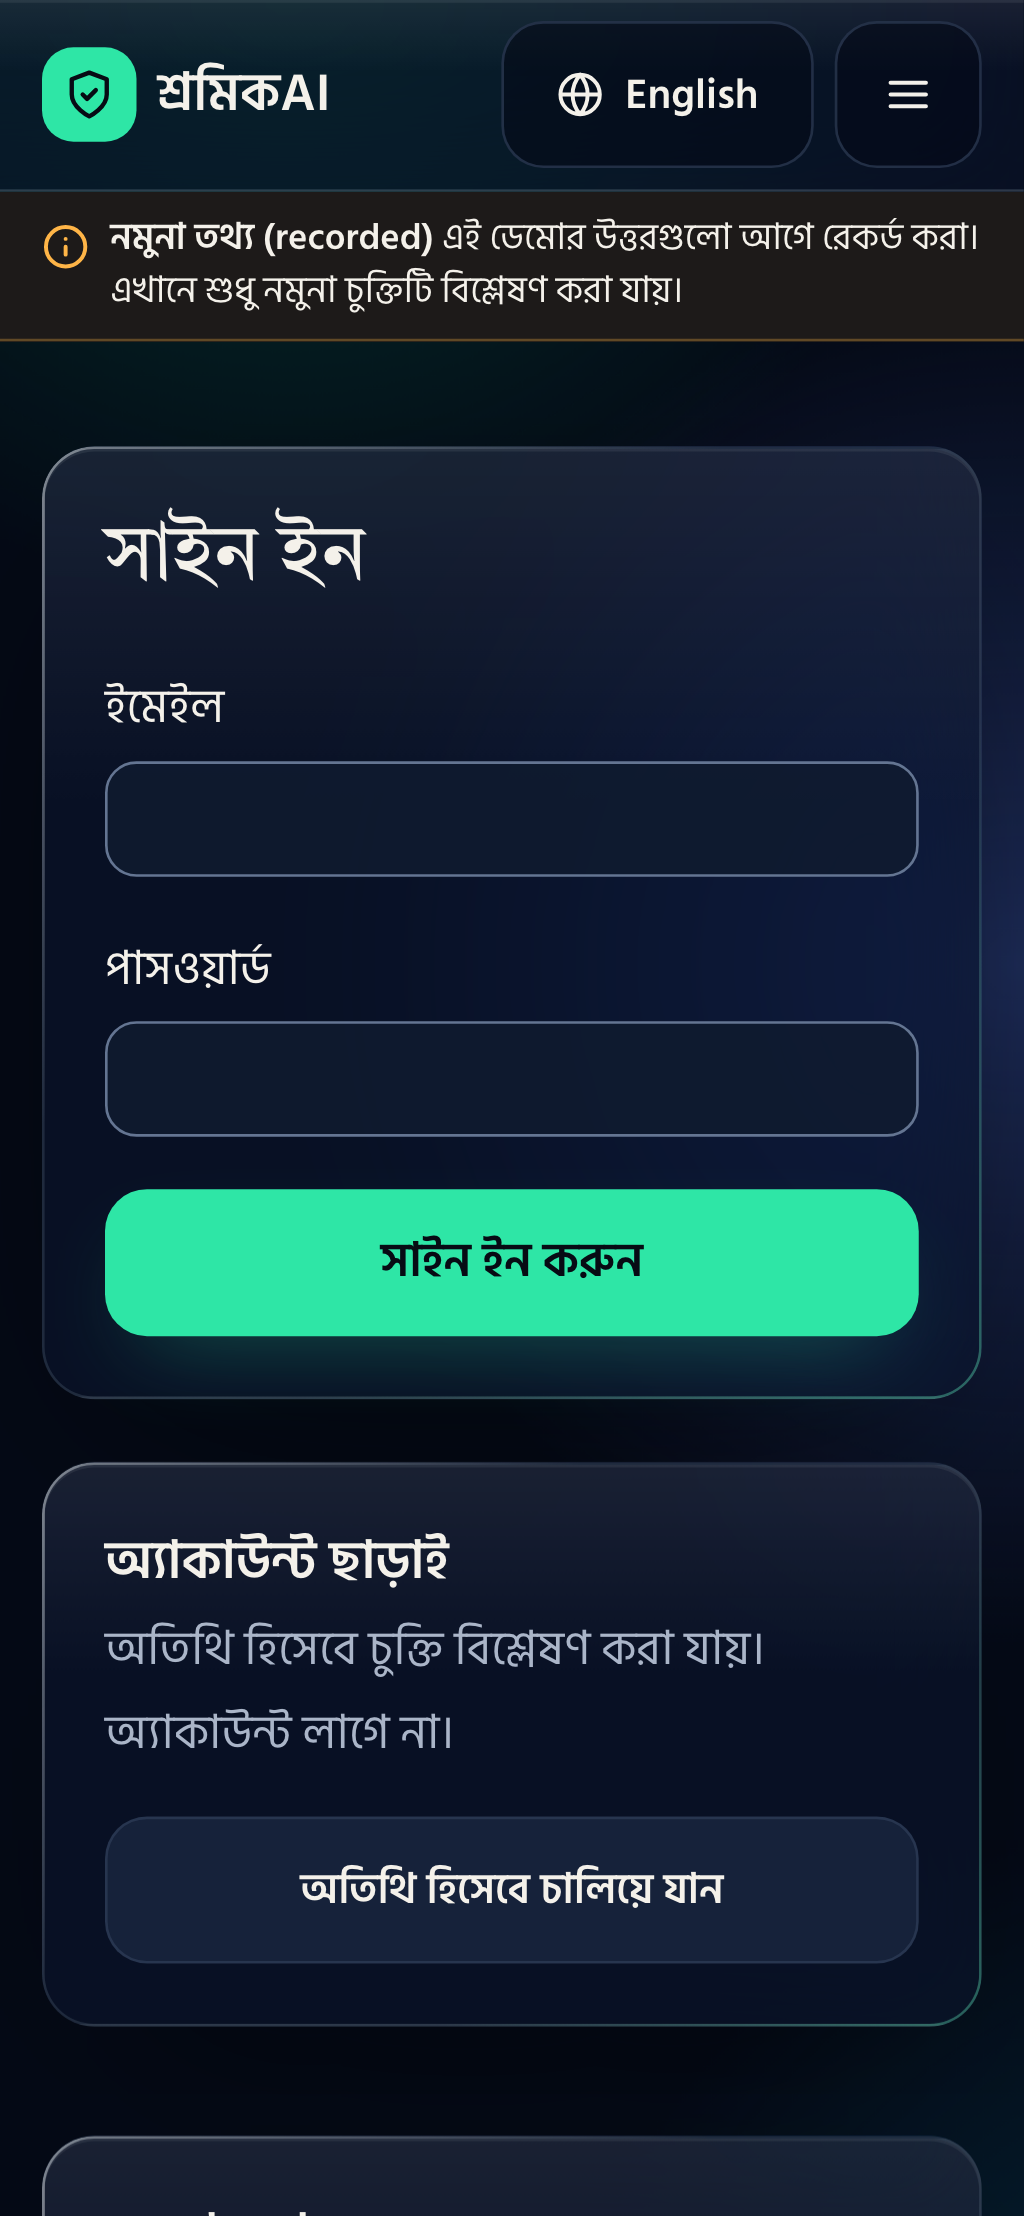 শ্রমিকAI
English
নমুনা তথ্য (recorded) এই ডেমোর উত্তরগুলো আগে রেকর্ড করা।
এখানে শুধু নমুনা চুক্তিটি বিশ্লেষণ করা যায়।
সাইন ইন
ইমেইল
পাসওয়ার্ড
সাইন ইন করুন
অ্যাকাউন্ট ছাড়াই
অতিথি হিসেবে চুক্তি বিশ্লেষণ করা যায়।
অ্যাকাউন্ট লাগে না।
অতিথি হিসেবে চালিয়ে যান